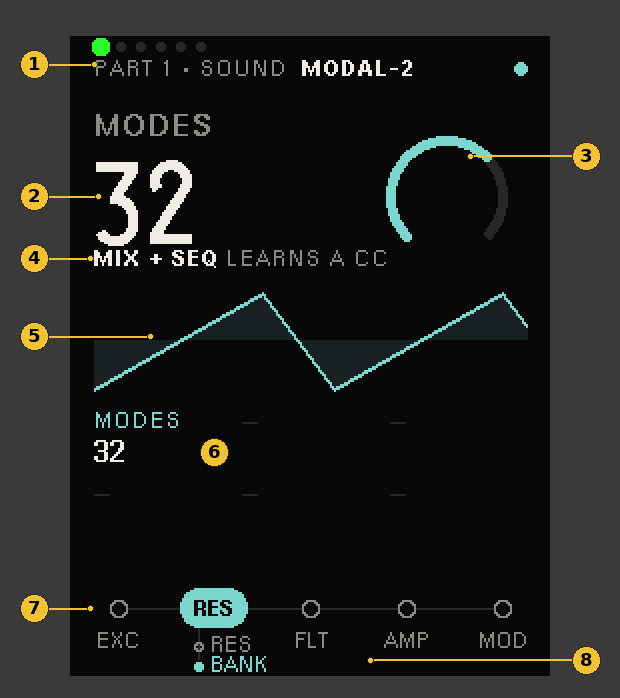 1 PART 1 · SOUND MODAL-2
MODES
3
2 32
4 MIX + SEQ LEARNS A CC
5
MODES
32 6
7 RES
EXC FLT AMP MOD
RES
BANK 8